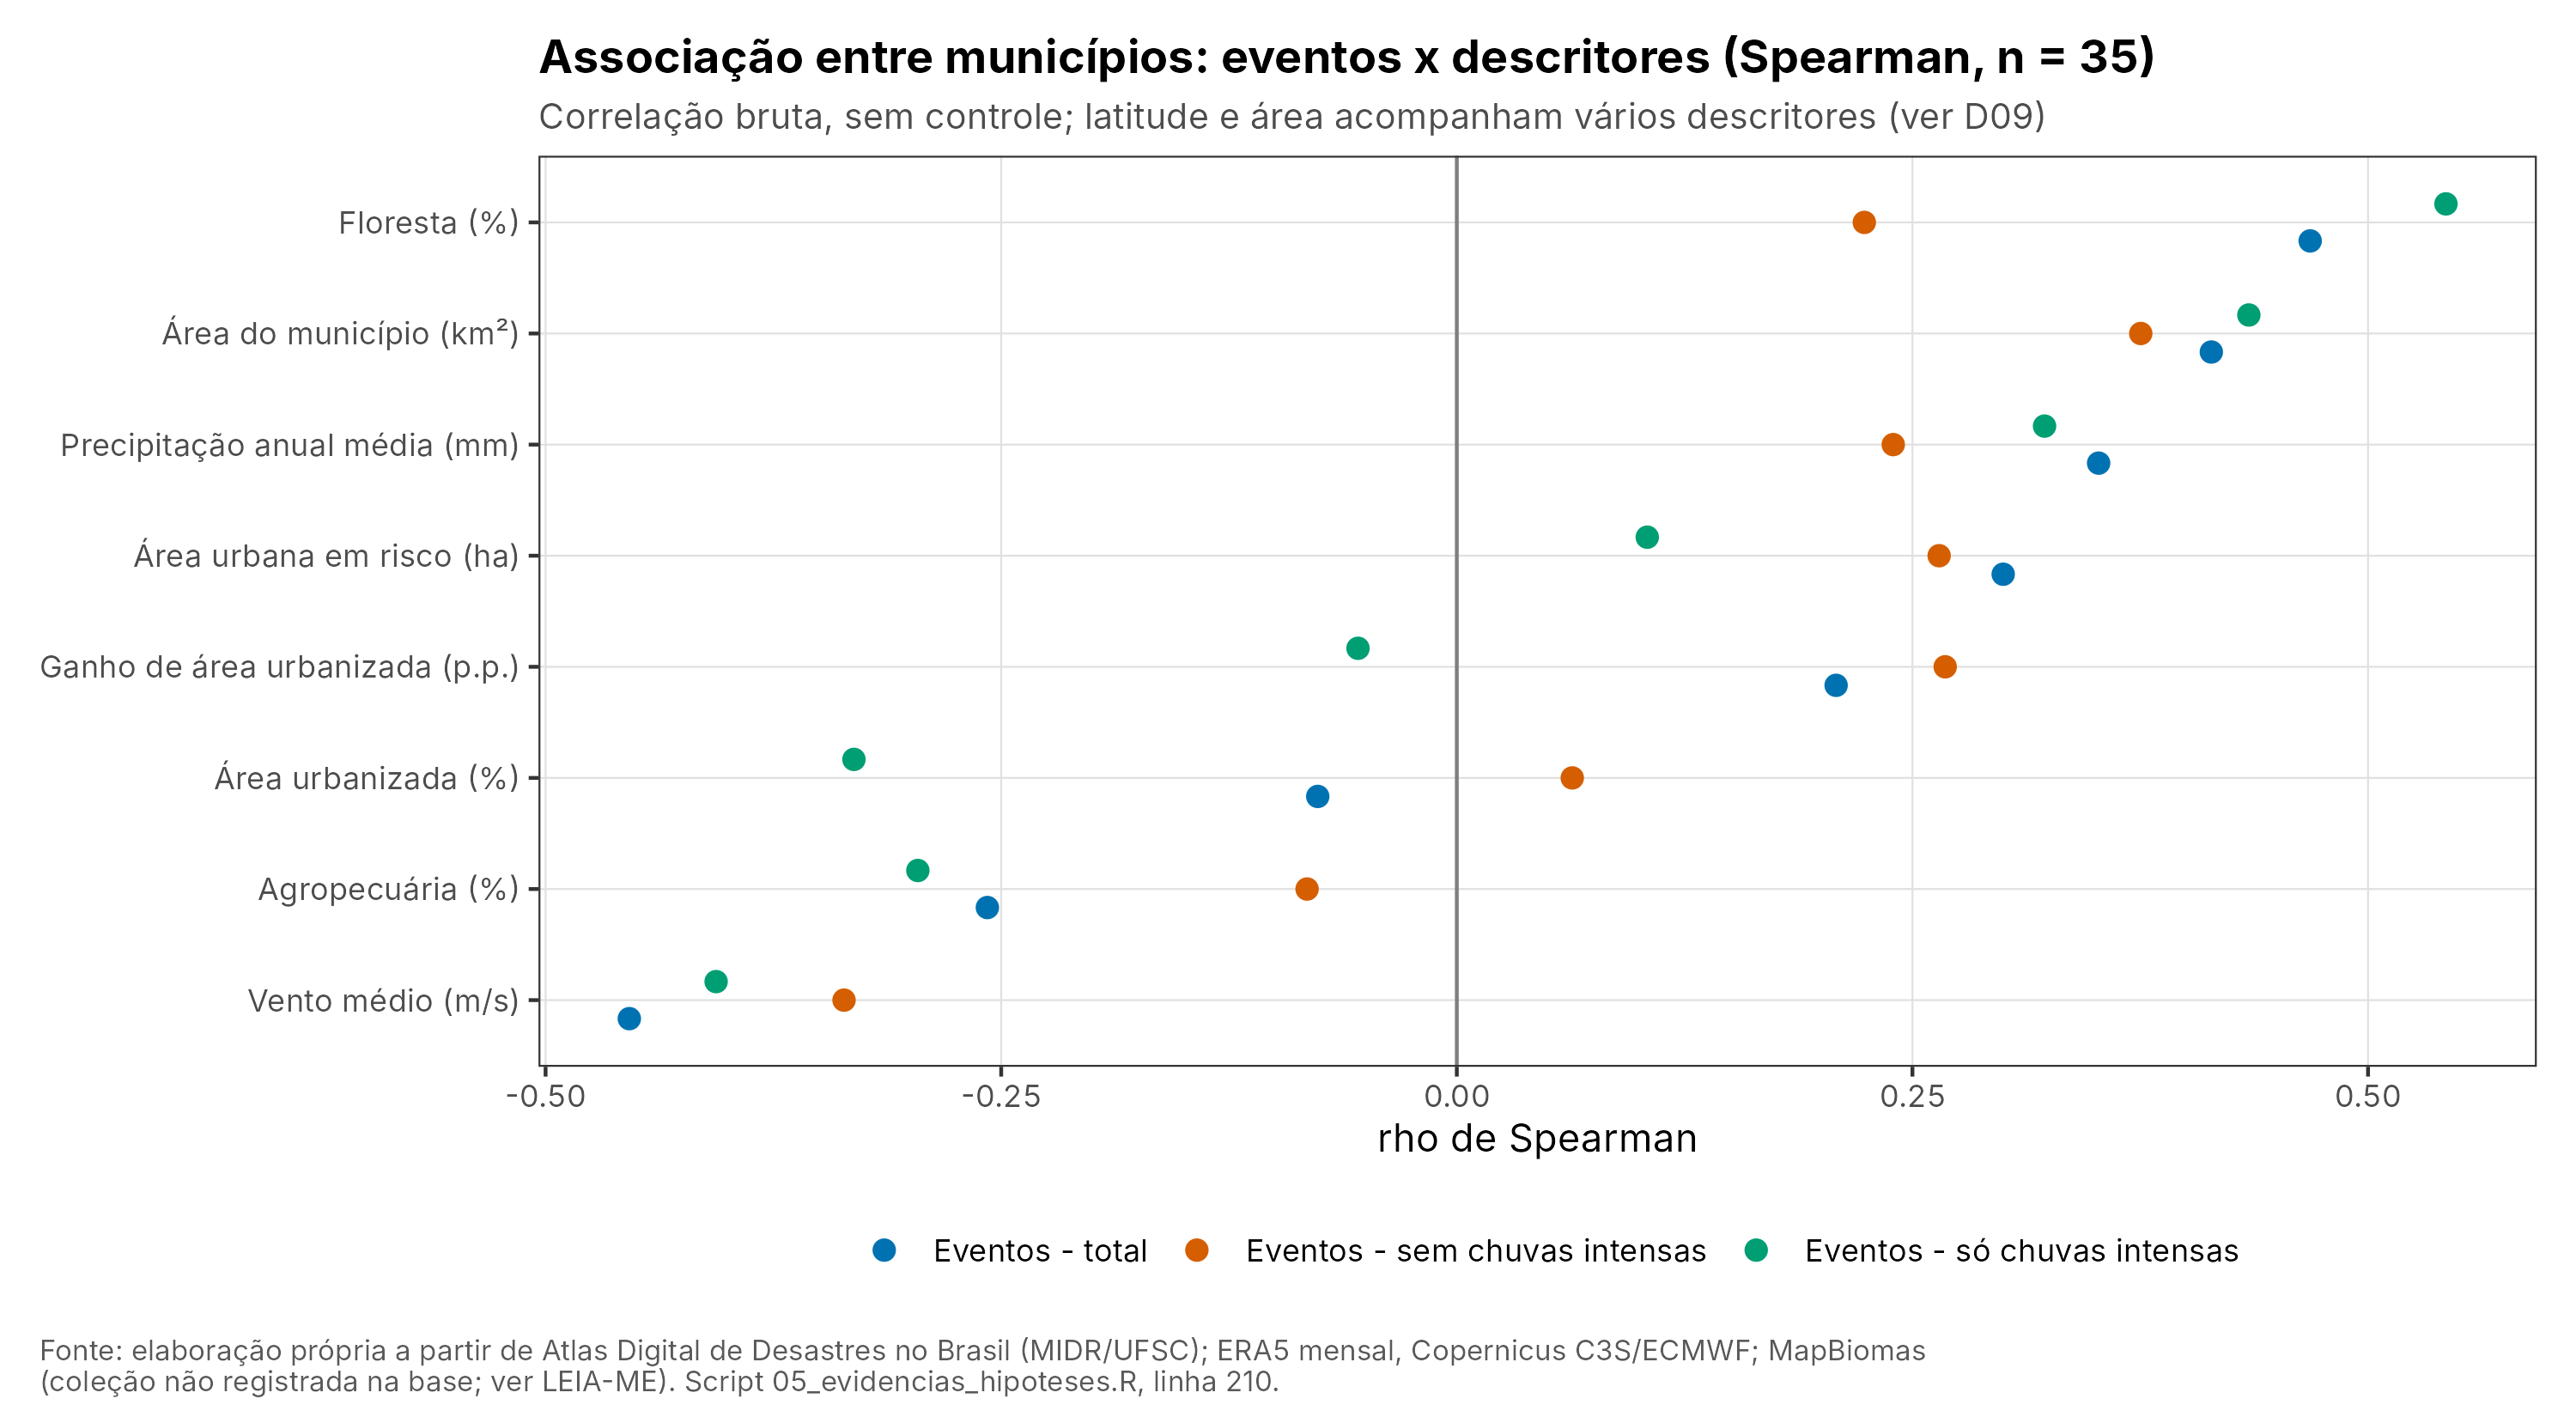 Associação entre municípios: eventos x descritores (Spearman, n = 35)
Correlação bruta, sem controle; latitude e área acompanham vários descritores (ver D09)
Floresta (%)
Área do município (km²)
Precipitação anual média (mm)
Área urbana em risco (ha)
Ganho de área urbanizada (p.p.)
Área urbanizada (%)
Agropecuária (%)
Vento médio (m/s)
-0.50
-0.25
0.00
0.25
0.50
rho de Spearman
Eventos - total
Eventos - sem chuvas intensas
Eventos - só chuvas intensas
Fonte: elaboração própria a partir de Atlas Digital de Desastres no Brasil (MIDR/UFSC); ERA5 mensal, Copernicus C3S/ECMWF; MapBiomas
(coleção não registrada na base; ver LEIA-ME). Script 05_evidencias_hipoteses.R, linha 210.